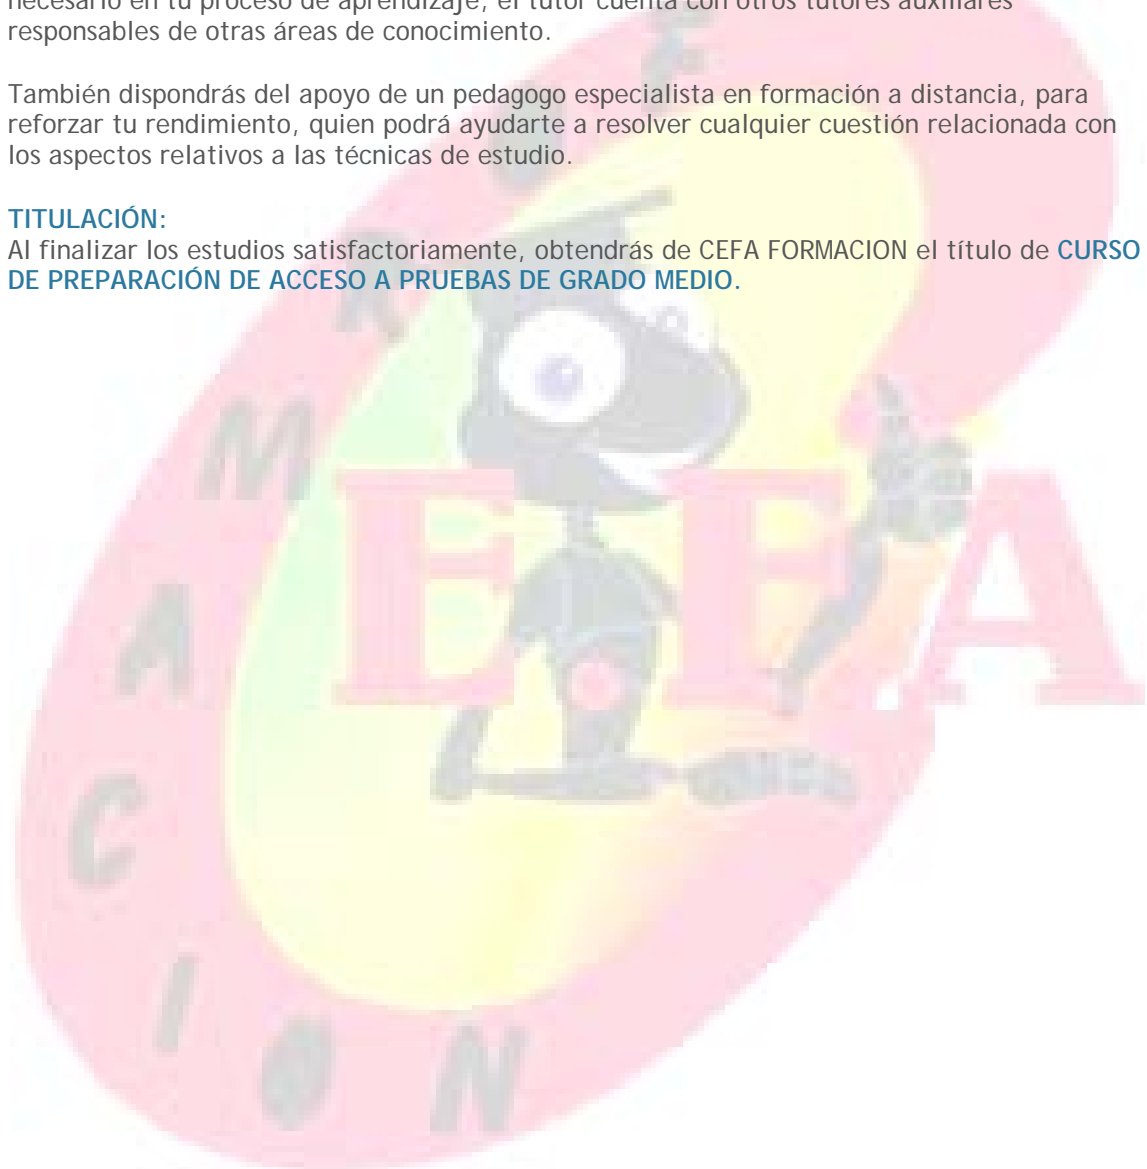 necesario en tu proceso de aprendizaje, el tutor cuenta con otros tutores auxiliares
responsables de otras áreas de conocimiento.
También dispondrás del apoyo de un pedagogo especialista en formación a distancia, para
reforzar tu rendimiento, quien podrá ayudarte a resolver cualquier cuestión relacionada con
los aspectos relativos a las técnicas de estudio.
TITULACIÓN:
Al finalizar los estudios satisfactoriamente, obtendrás de CEFA FORMACION el título de CURSO
DE PREPARACIÓN DE ACCESO A PRUEBAS DE GRADO MEDIO.
CEFA
FORMACION